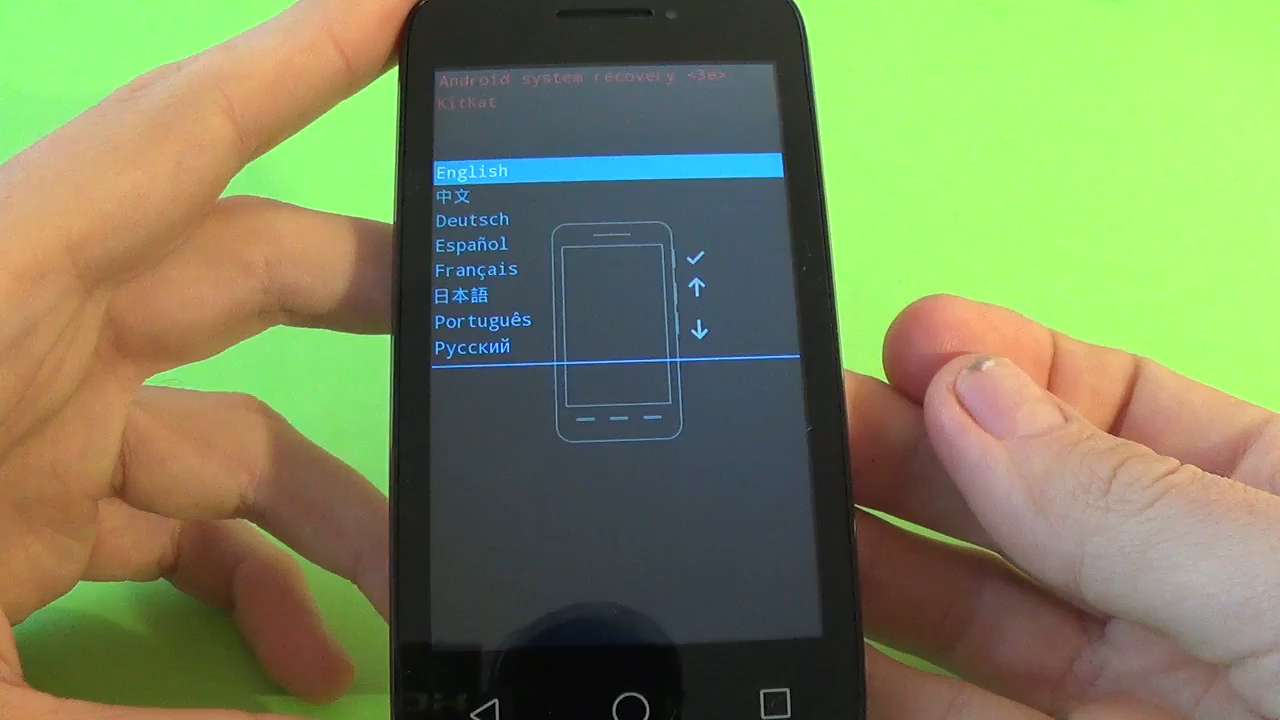 Android system recovery <3e>
KitKat
English
中文
Deutsch
Español
Français
日本語
Português
Русский